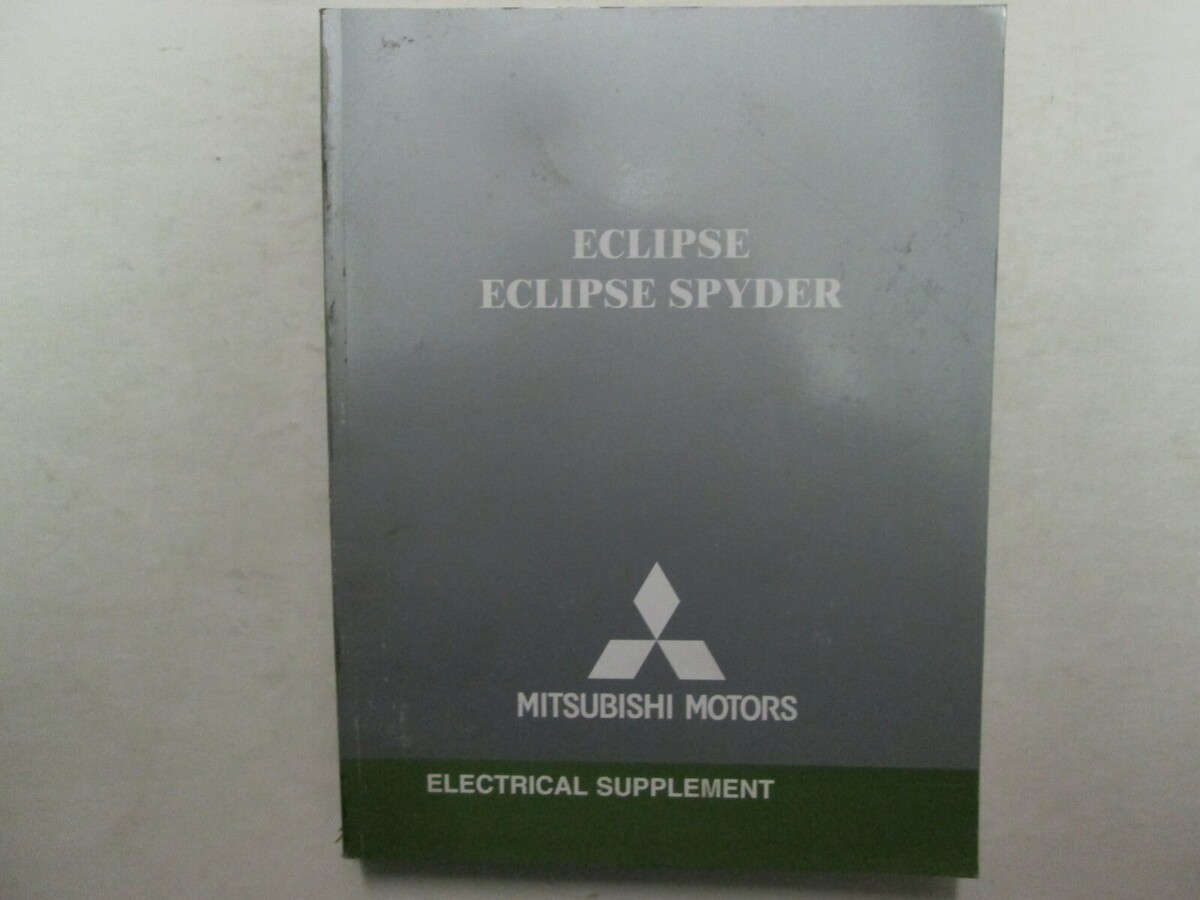 ECLIPSE
ECLIPSE SPYDER
MITSUBISHI MOTORS
ELECTRICAL SUPPLEMENT